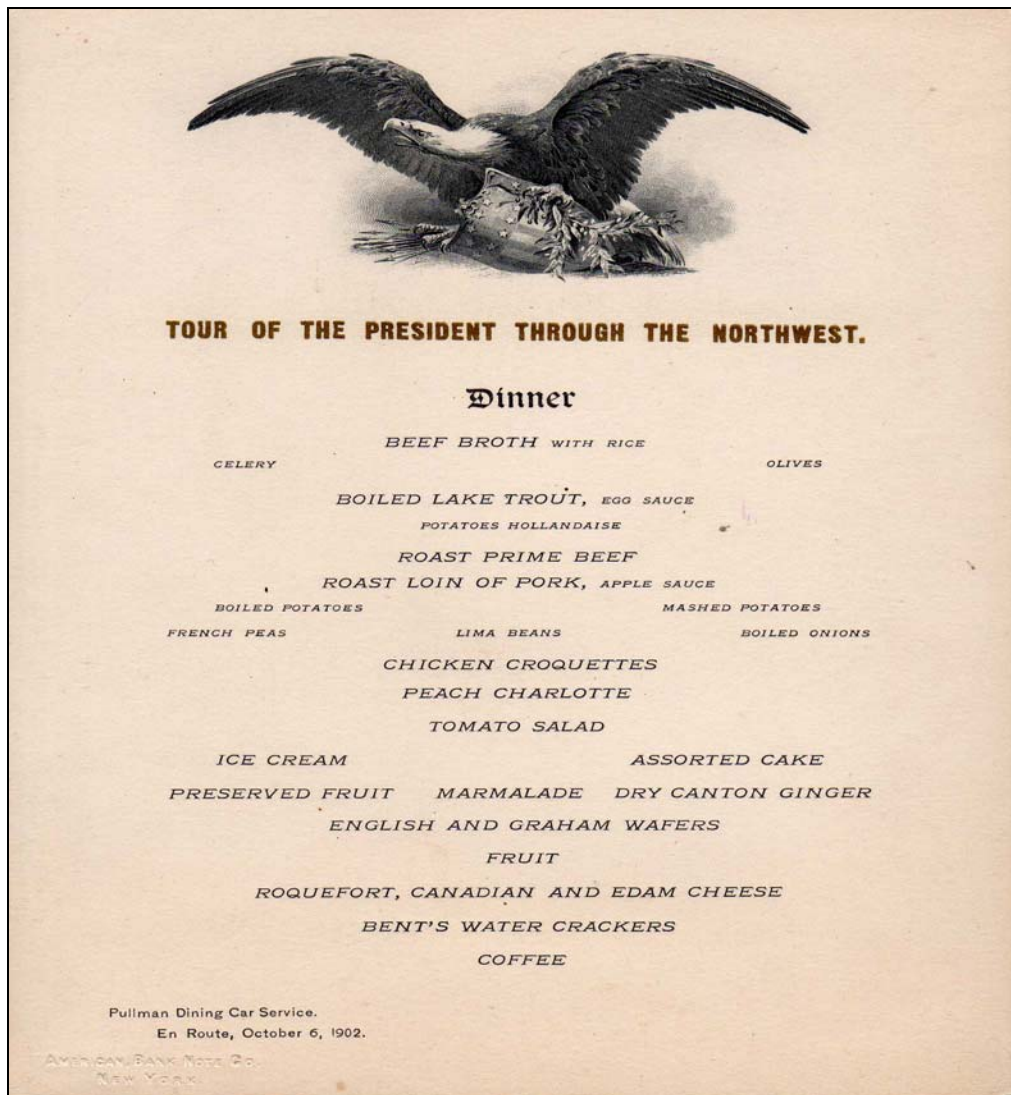 TOUR OF THE PRESIDENT THROUGH THE NORTHWEST.
Dinner
BEEF BROTH WITH RICE
CELERY OLIVES
BOILED LAKE TROUT, EGG SAUCE
POTATOES HOLLANDAISE
ROAST PRIME BEEF
ROAST LOIN OF PORK, APPLE SAUCE
BOILED POTATOES MASHED POTATOES
FRENCH PEAS LIMA BEANS BOILED ONIONS
CHICKEN CROQUETTES
PEACH CHARLOTTE
TOMATO SALAD
ICE CREAM ASSORTED CAKE
PRESERVED FRUIT MARMALADE DRY CANTON GINGER
ENGLISH AND GRAHAM WAFERS
FRUIT
ROQUEFORT, CANADIAN AND EDAM CHEESE
BENT'S WATER CRACKERS
COFFEE
Pullman Dining Car Service.
En Route, October 6, 1902.
AMERICAN BANK NOTE CO.
NEW YORK